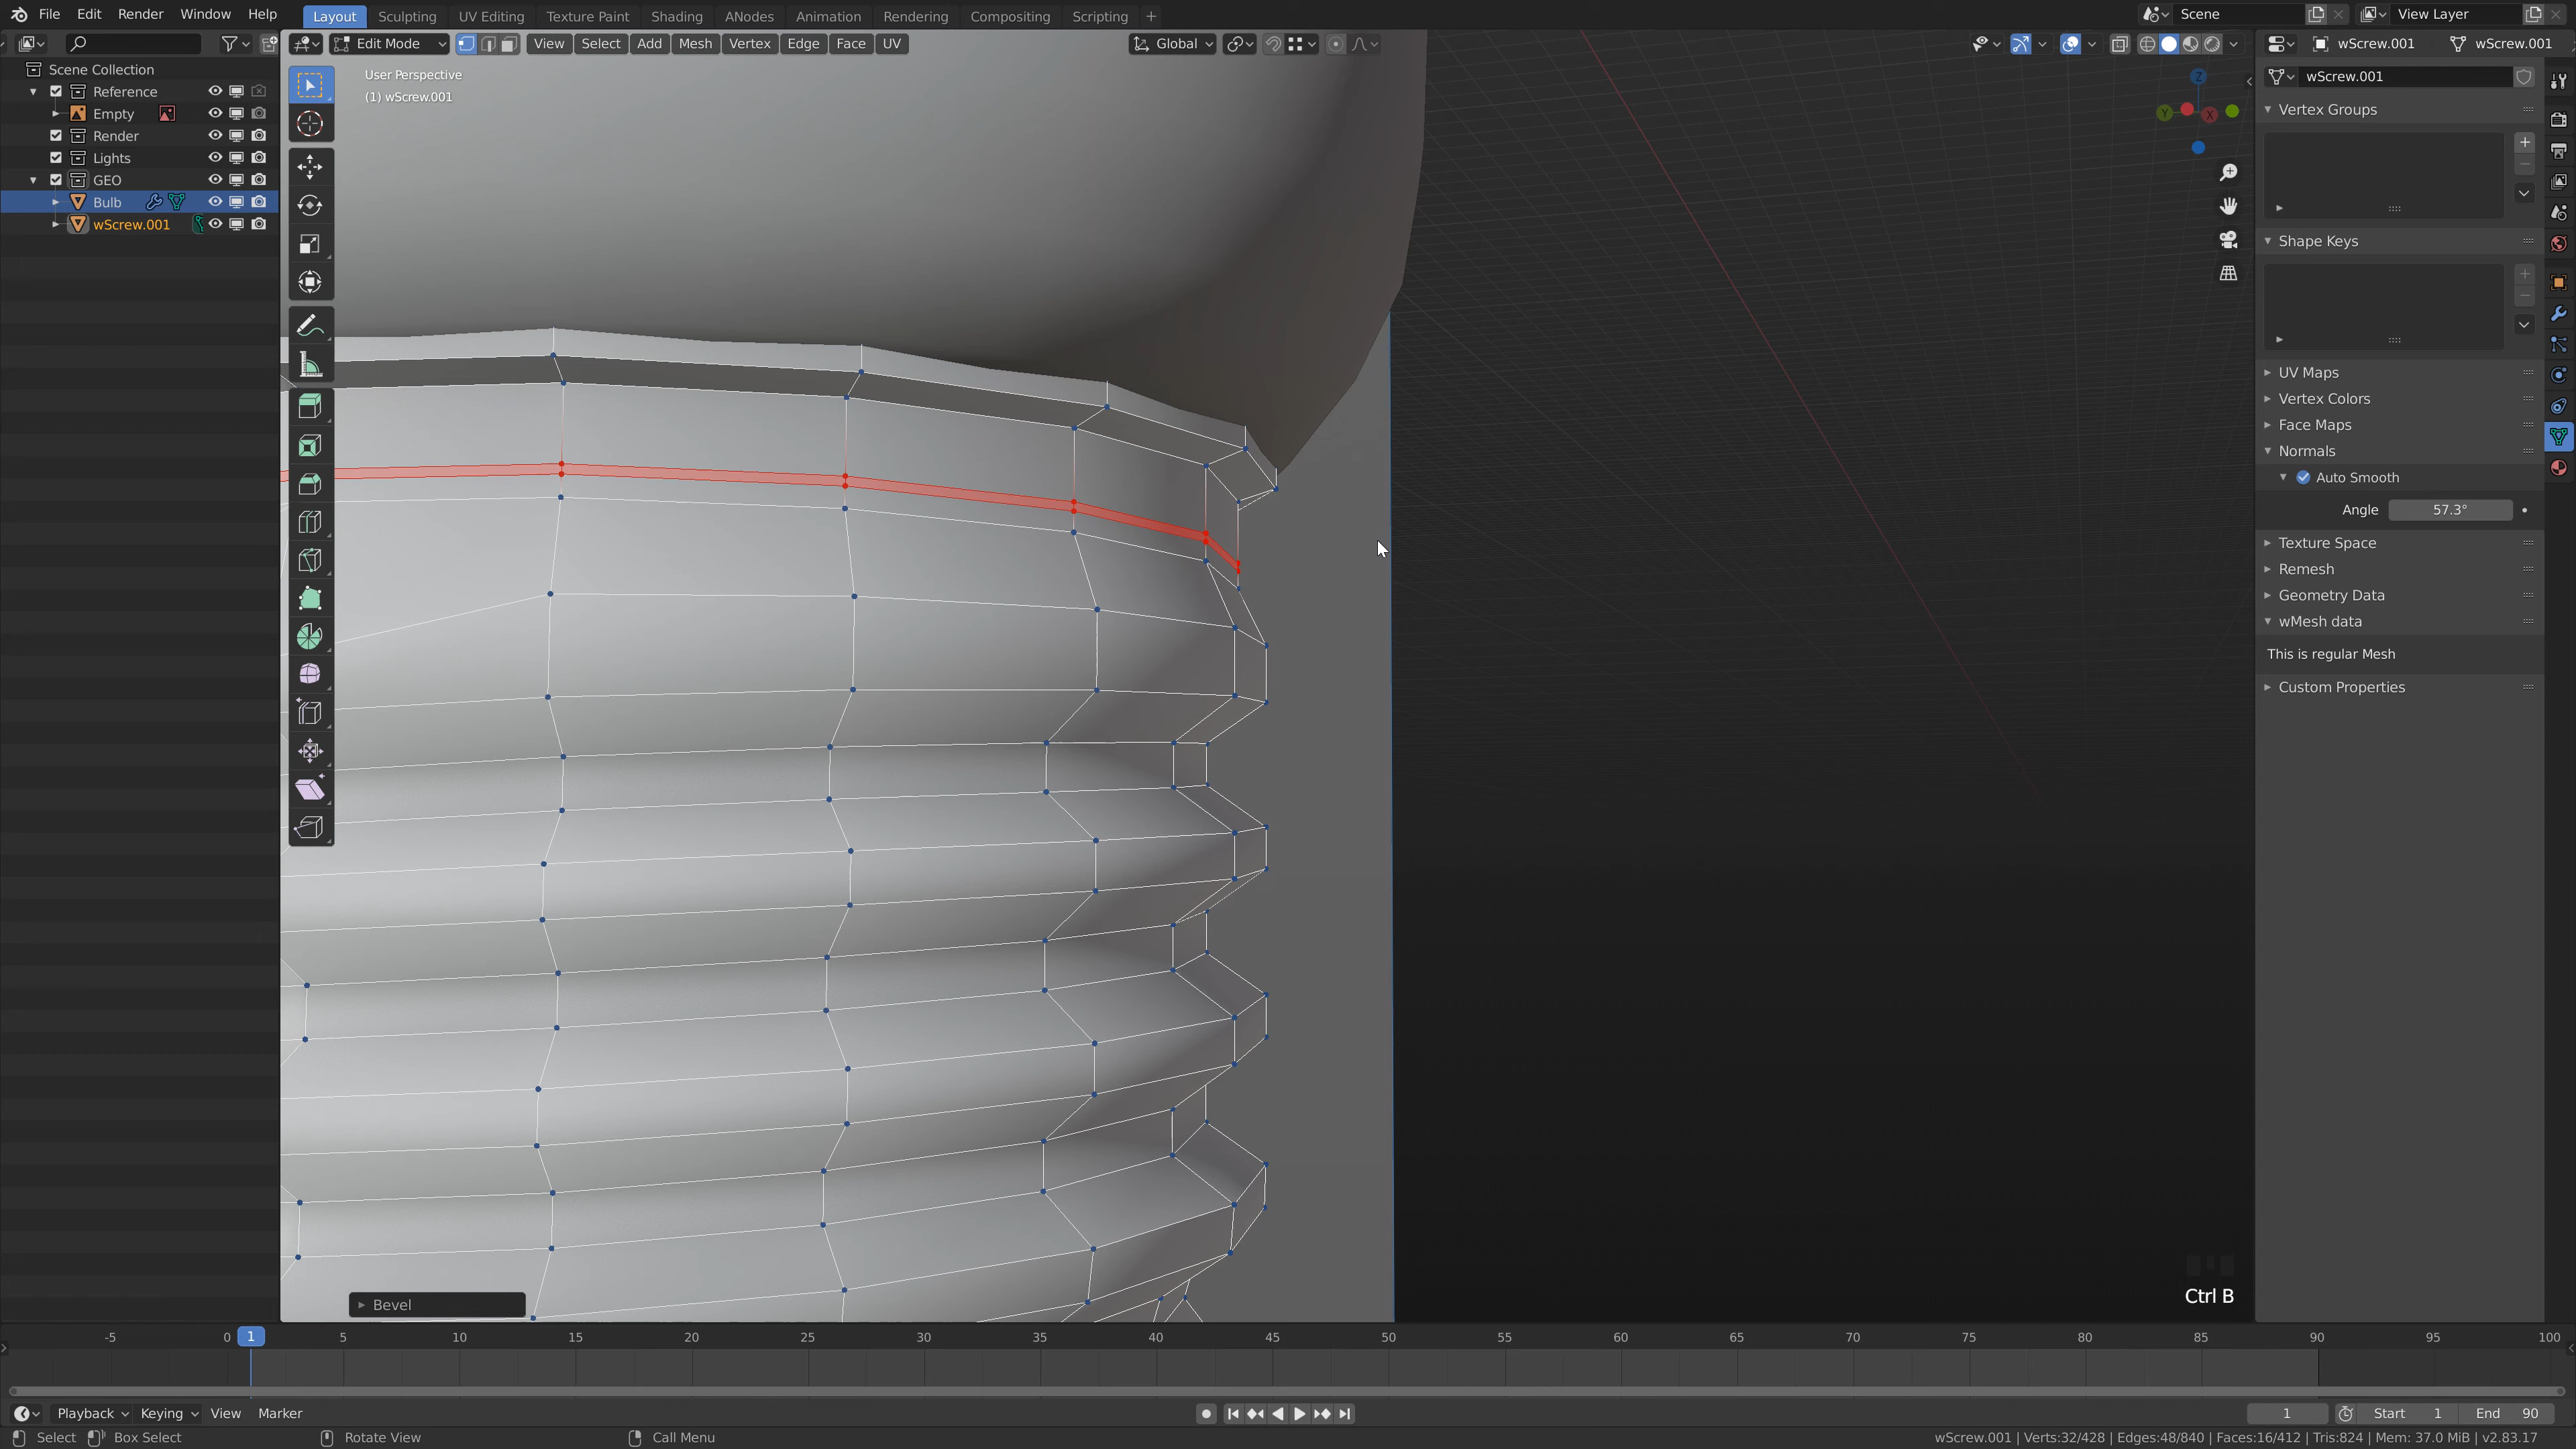 File Edit Render Window Help
Layout Sculpting UV Editing Texture Paint Shading ANodes Animation Rendering Compositing Scripting +
Scene
View Layer
Edit Mode View Select Add Mesh Vertex Edge Face UV
Global
wScrew.001 wScrew.001
Scene Collection
Reference
Empty
Render
Lights
GEO
Bulb
wScrew.001
User Perspective
(1) wScrew.001
Z
Y
X
wScrew.001
Vertex Groups
Shape Keys
UV Maps
Vertex Colors
Face Maps
Normals
Auto Smooth
Angle 57.3°
Texture Space
Remesh
Geometry Data
wMesh data
This is regular Mesh
Custom Properties
Ctrl B
Bevel
-5 0 1 5 10 15 20 25 30 35 40 45 50 55 60 65 70 75 80 85 90 95 100
Playback Keying View Marker
1 Start 1 End 90
Select Box Select Rotate View Call Menu
wScrew.001 | Verts:32/428 | Edges:48/840 | Faces:16/412 | Tris:824 | Mem: 37.0 MiB | v2.83.17